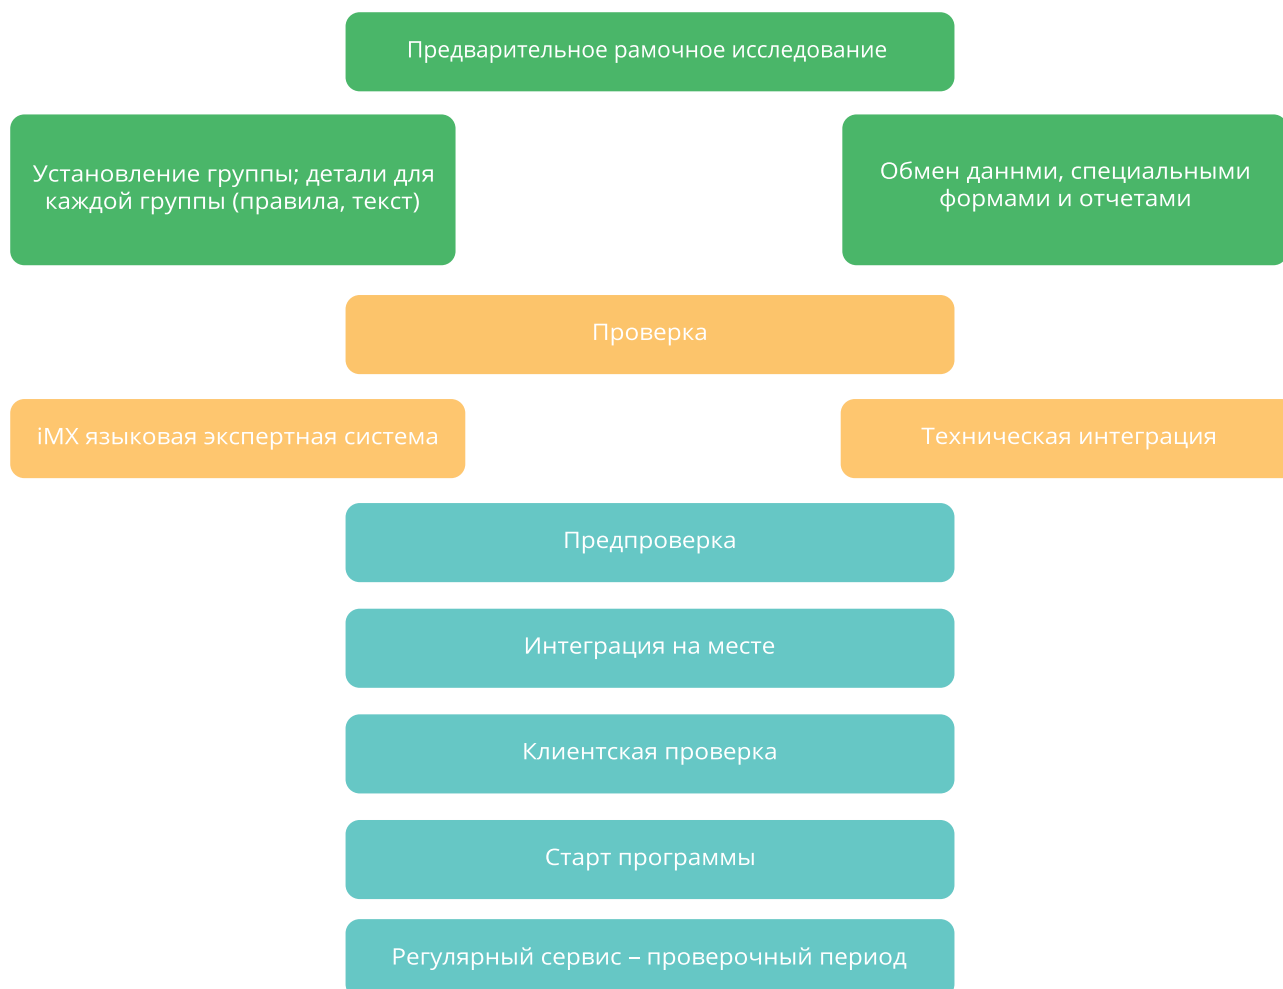 Предварительное рамочное исследование
Установление группы; детали для
каждой группы (правила, текст)
Обмен даннми, специальными
формами и отчетами
Проверка
iMX языковая экспертная система
Техническая интеграция
Предпроверка
Интеграция на месте
Клиентская проверка
Старт программы
Регулярный сервис – проверочный период